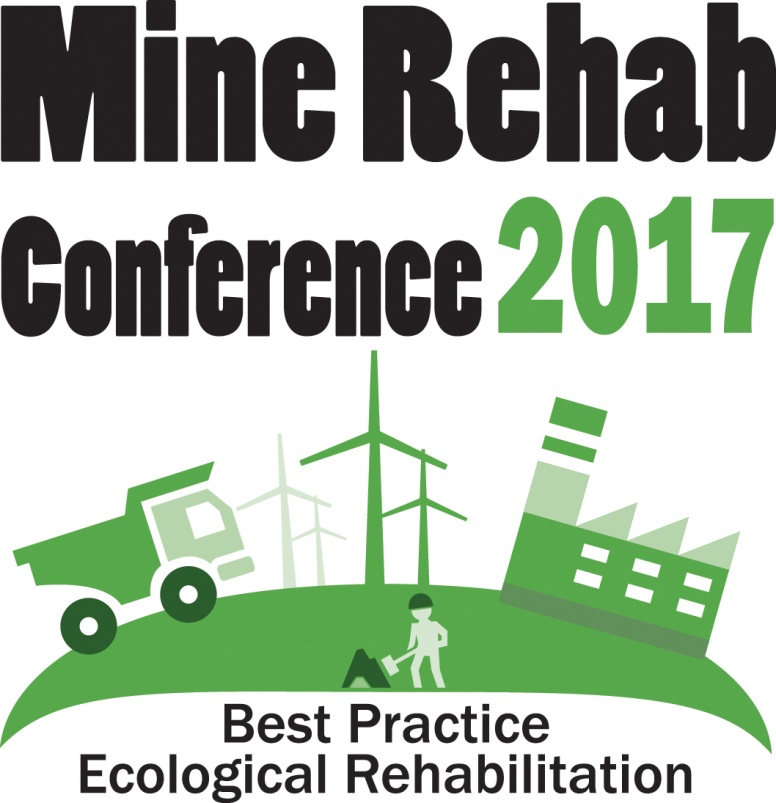 Mine Rehab
Conference 2017
Best Practice
Ecological Rehabilitation